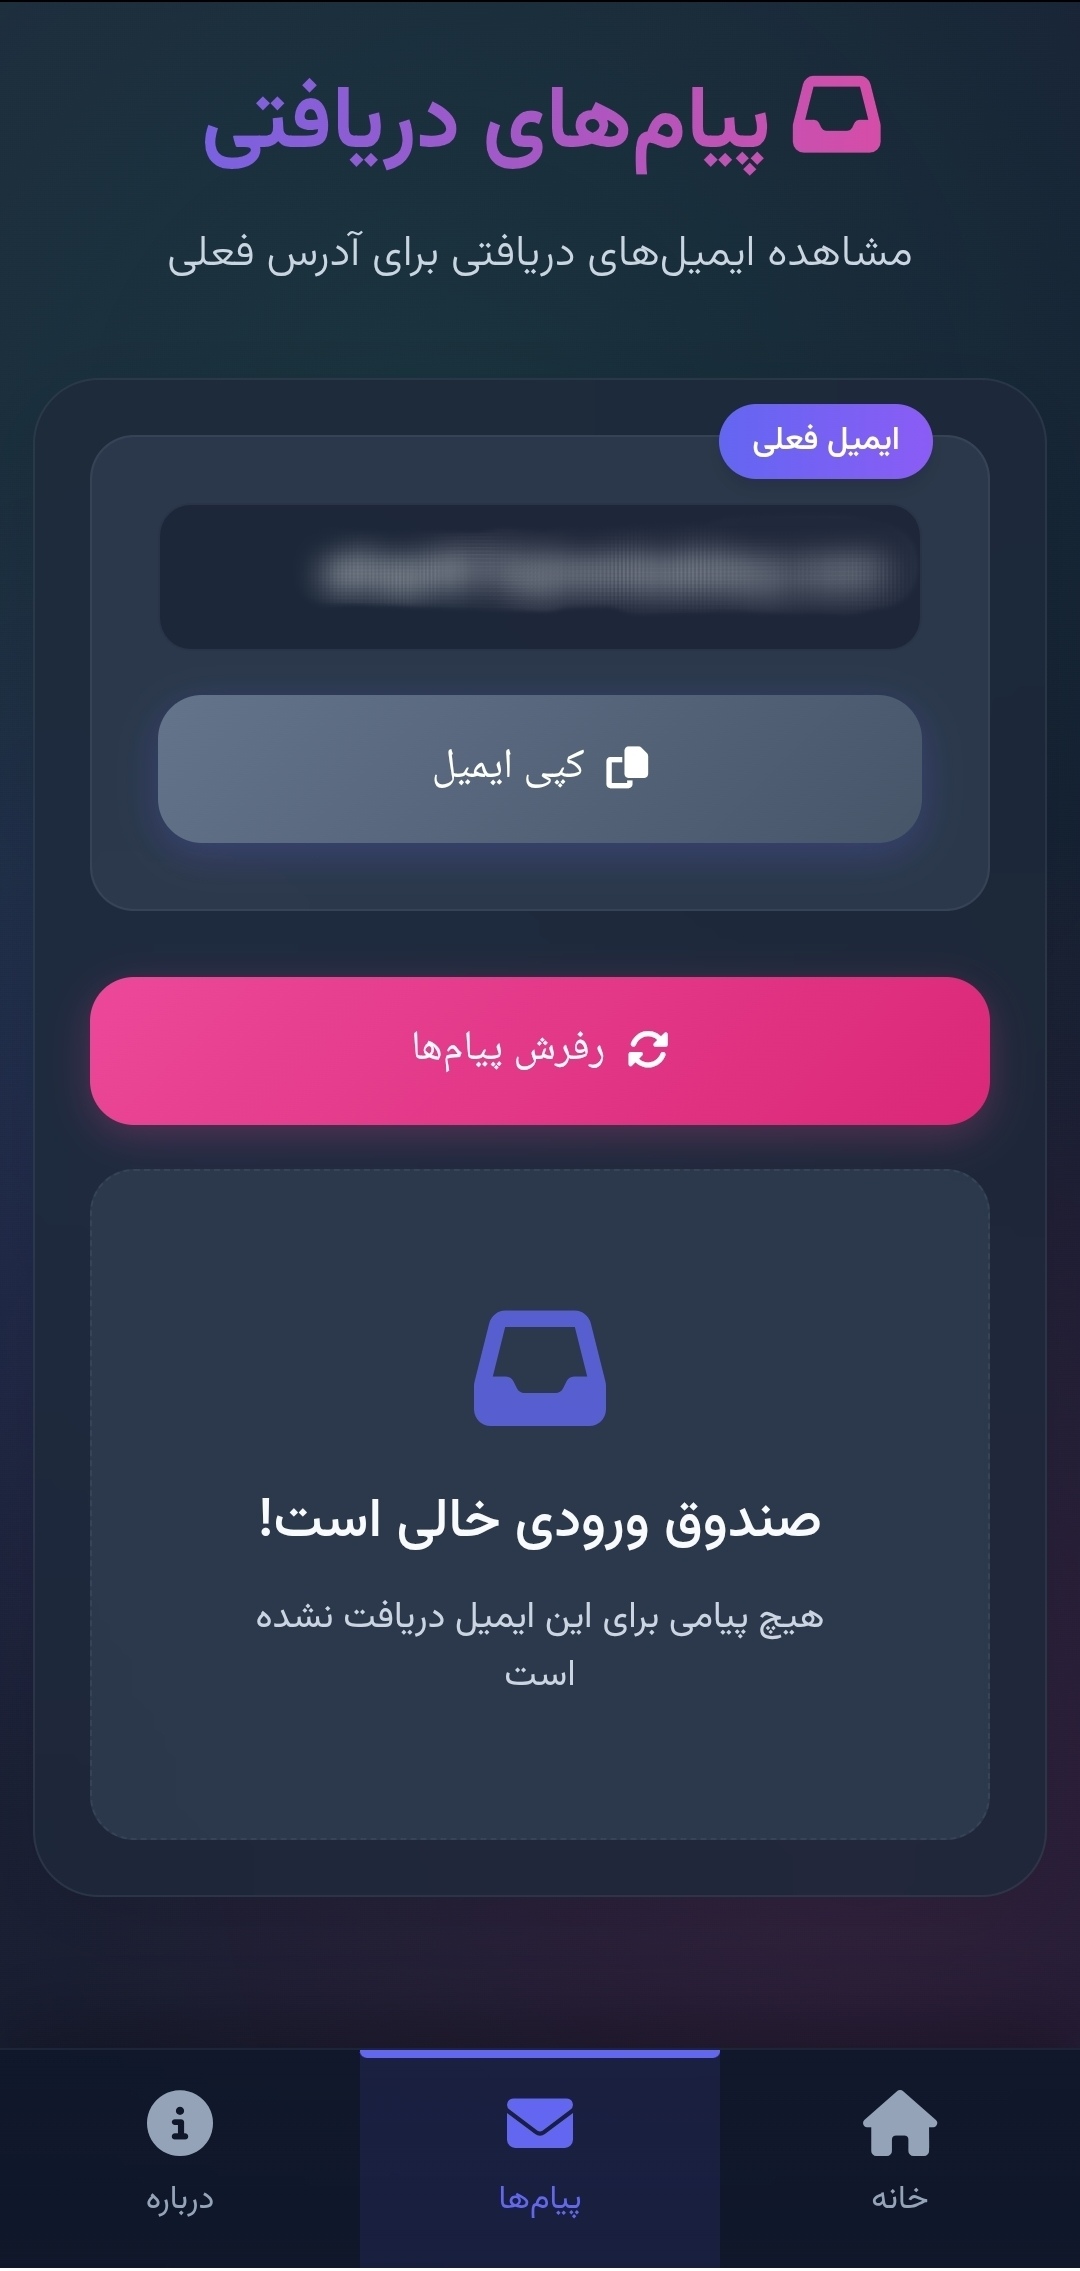 پیام‌های دریافتی
مشاهده ایمیل‌های دریافتی برای آدرس فعلی
ایمیل فعلی
کپی ایمیل
رفرش پیام‌ها
صندوق ورودی خالی است!
هیچ پیامی برای این ایمیل دریافت نشده
است
خانه
پیام‌ها
درباره